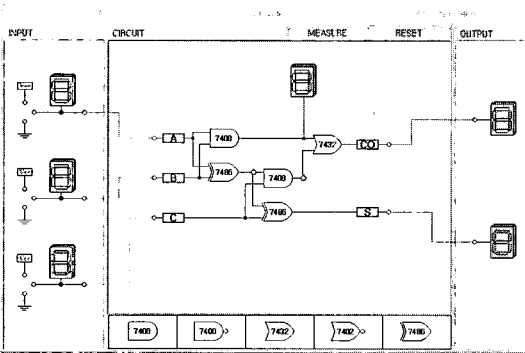 INPUT CIRCUIT MEASURE RESET OUTPUT
A 7408 7432 CO
B 7486 7408
C 7486 S
7408 7400 7432 7402 7486